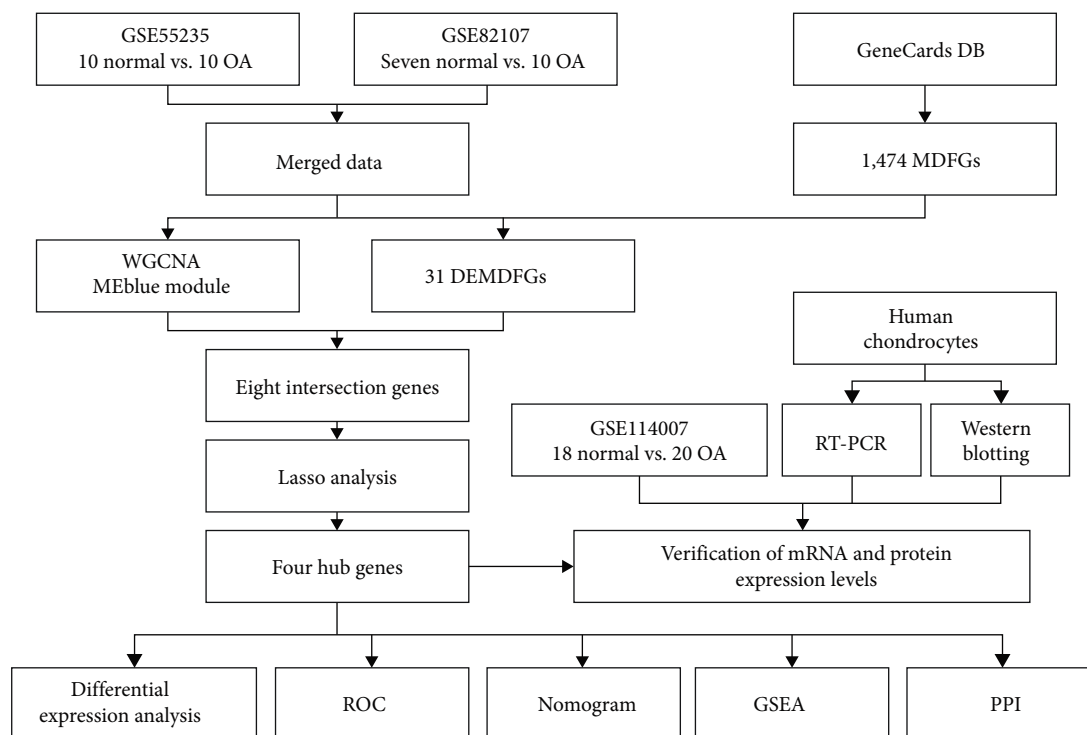 GSE55235
10 normal vs. 10 OA
GSE82107
Seven normal vs. 10 OA
GeneCards DB
Merged data
1,474 MDFGs
WGCNA
MEblue module
31 DEMDFGs
Human
chondrocytes
Eight intersection genes
GSE114007
18 normal vs. 20 OA
RT-PCR
Western
blotting
Lasso analysis
Four hub genes
Verification of mRNA and protein
expression levels
Differential
expression analysis
ROC
Nomogram
GSEA
PPI